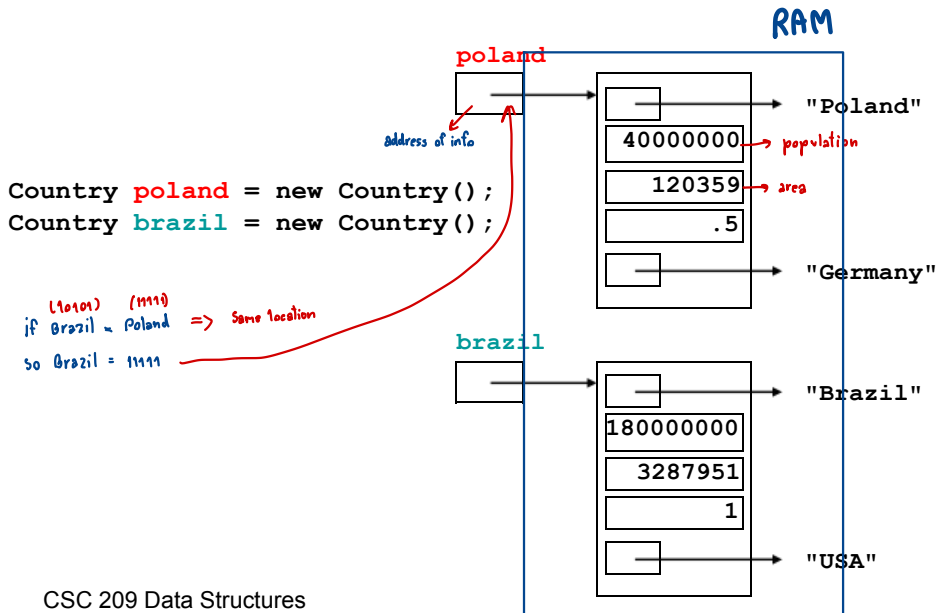 RAM
poland
"Poland"
address of info
40000000 population
120359 area
.5
"Germany"
Country poland = new Country();
Country brazil = new Country();
(10101) (11111)
if Brazil = Poland => Same location
so Brazil = 11111
brazil
"Brazil"
180000000
3287951
1
"USA"
CSC 209 Data Structures